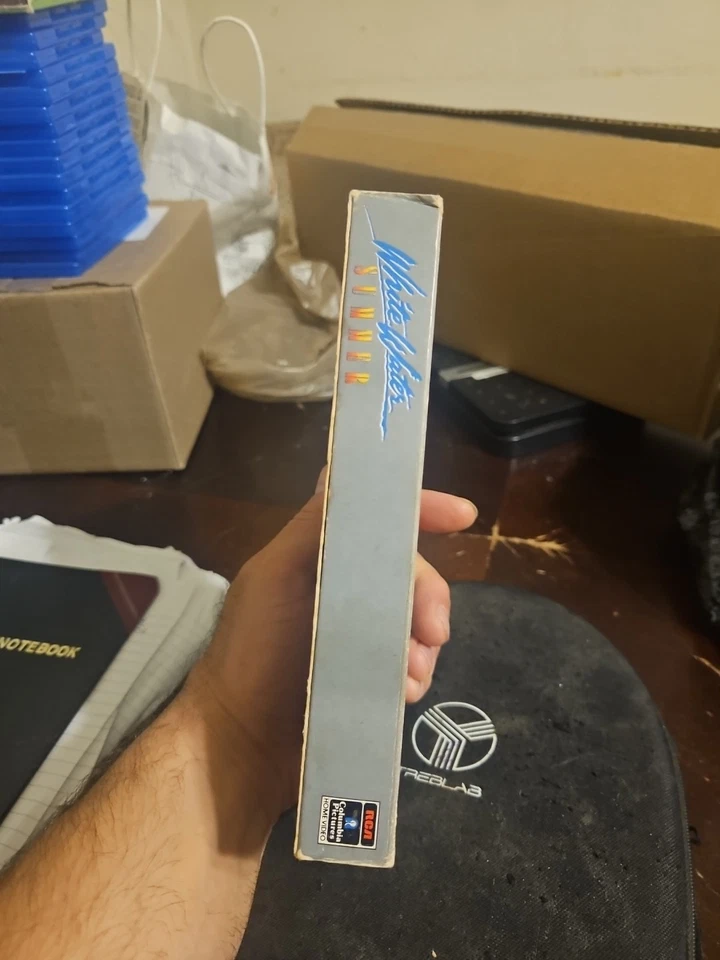 White Water
SUMMER
RCA
Columbia
Pictures
HOME VIDEO
NOTEBOOK
TREBLAB